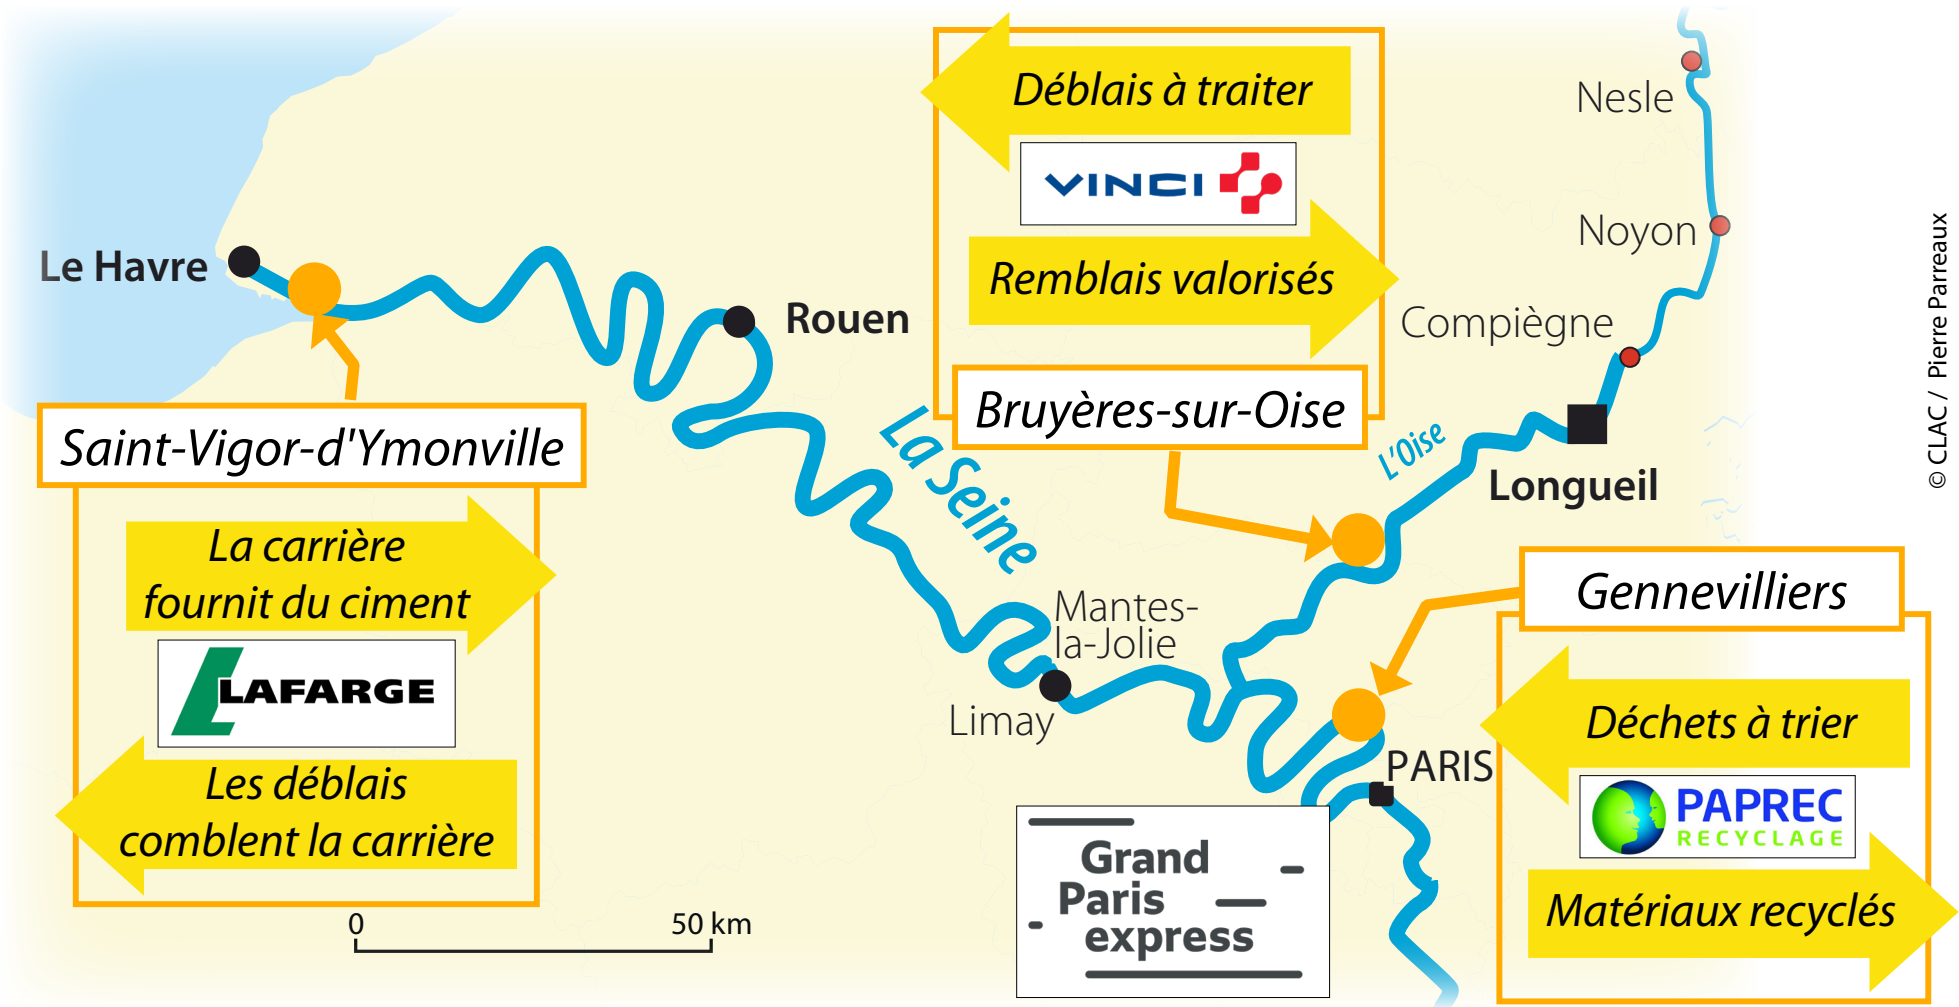 Déblais à traiter
VINCI
Remblais valorisés
Bruyères-sur-Oise
Nesle
Noyon
Compiègne
Longueil
L'Oise
Le Havre
Rouen
La Seine
Saint-Vigor-d'Ymonville
La carrière
fournit du ciment
LAFARGE
Les déblais
comblent la carrière
Mantes-
la-Jolie
Limay
PARIS
Gennevilliers
Déchets à trier
PAPREC
RECYCLAGE
Matériaux recyclés
Grand
Paris
express
0 50 km
© CLAC / Pierre Parreaux